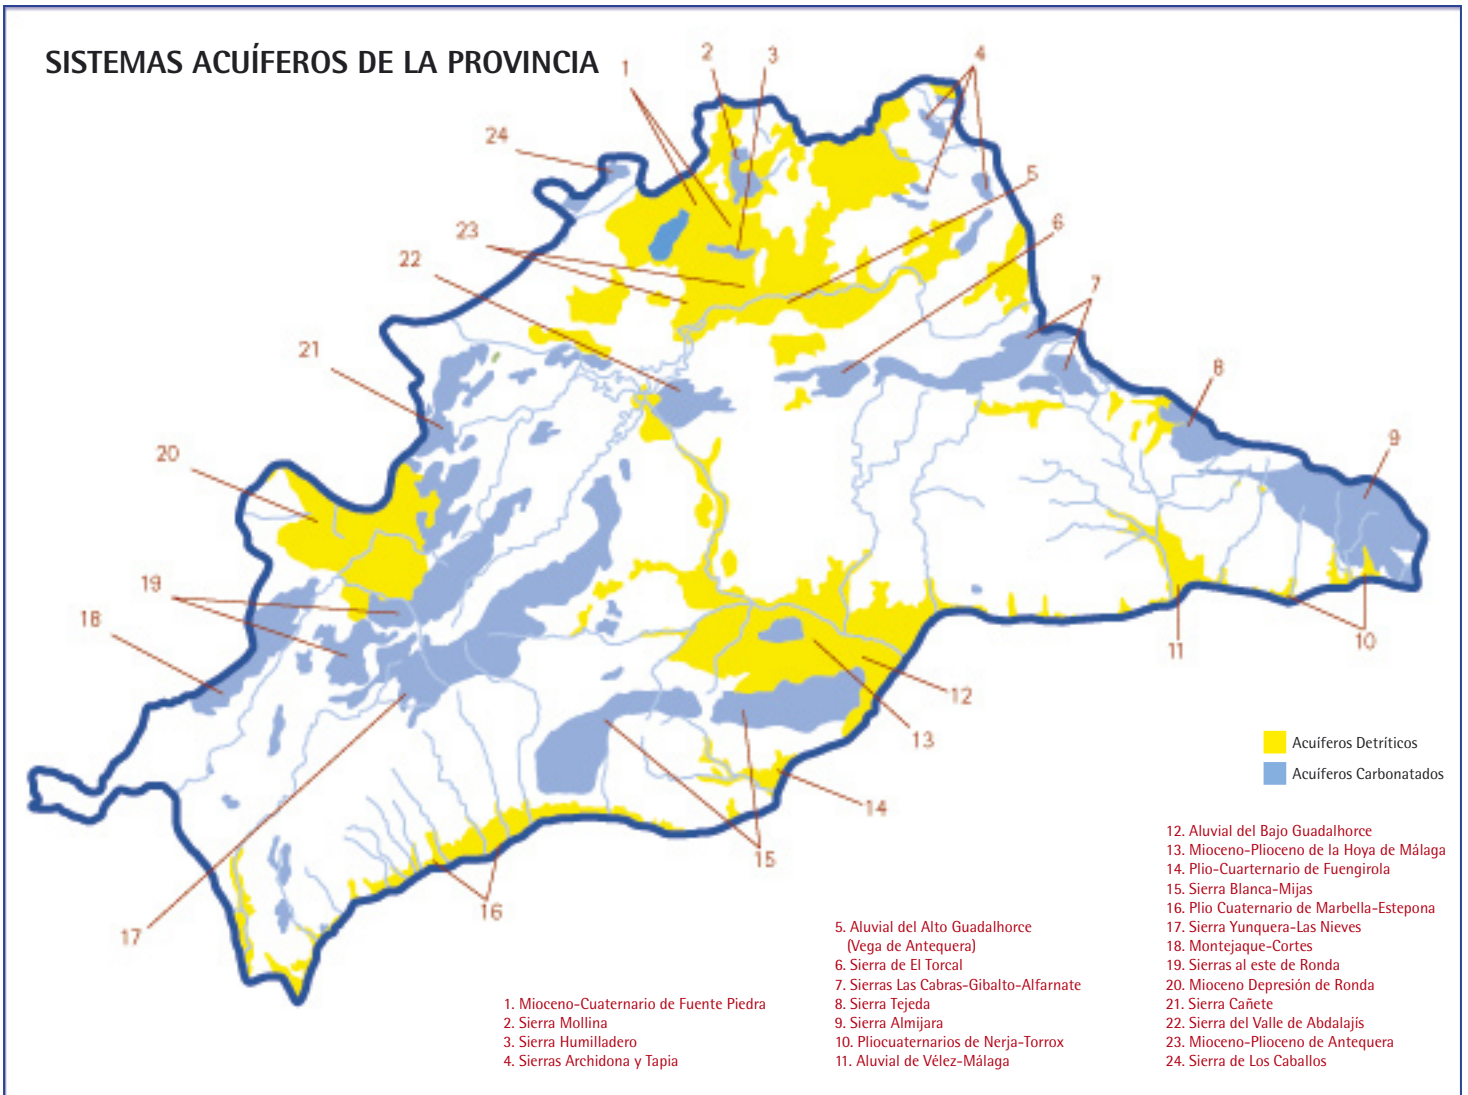 SISTEMAS ACUÍFEROS DE LA PROVINCIA
1
2
3
4
24
5
6
23
22
7
21
8
9
20
19
18
10
11
12
13
14
15
16
17
Acuíferos Detríticos
Acuíferos Carbonatados
1. Mioceno-Cuaternario de Fuente Piedra
2. Sierra Mollina
3. Sierra Humilladero
4. Sierras Archidona y Tapia
5. Aluvial del Alto Guadalhorce
(Vega de Antequera)
6. Sierra de El Torcal
7. Sierras Las Cabras-Gibalto-Alfarnate
8. Sierra Tejeda
9. Sierra Almijara
10. Pliocuaternarios de Nerja-Torrox
11. Aluvial de Vélez-Málaga
12. Aluvial del Bajo Guadalhorce
13. Mioceno-Plioceno de la Hoya de Málaga
14. Plio-Cuarternario de Fuengirola
15. Sierra Blanca-Mijas
16. Plio Cuaternario de Marbella-Estepona
17. Sierra Yunquera-Las Nieves
18. Montejaque-Cortes
19. Sierras al este de Ronda
20. Mioceno Depresión de Ronda
21. Sierra Cañete
22. Sierra del Valle de Abdalajís
23. Mioceno-Plioceno de Antequera
24. Sierra de Los Caballos